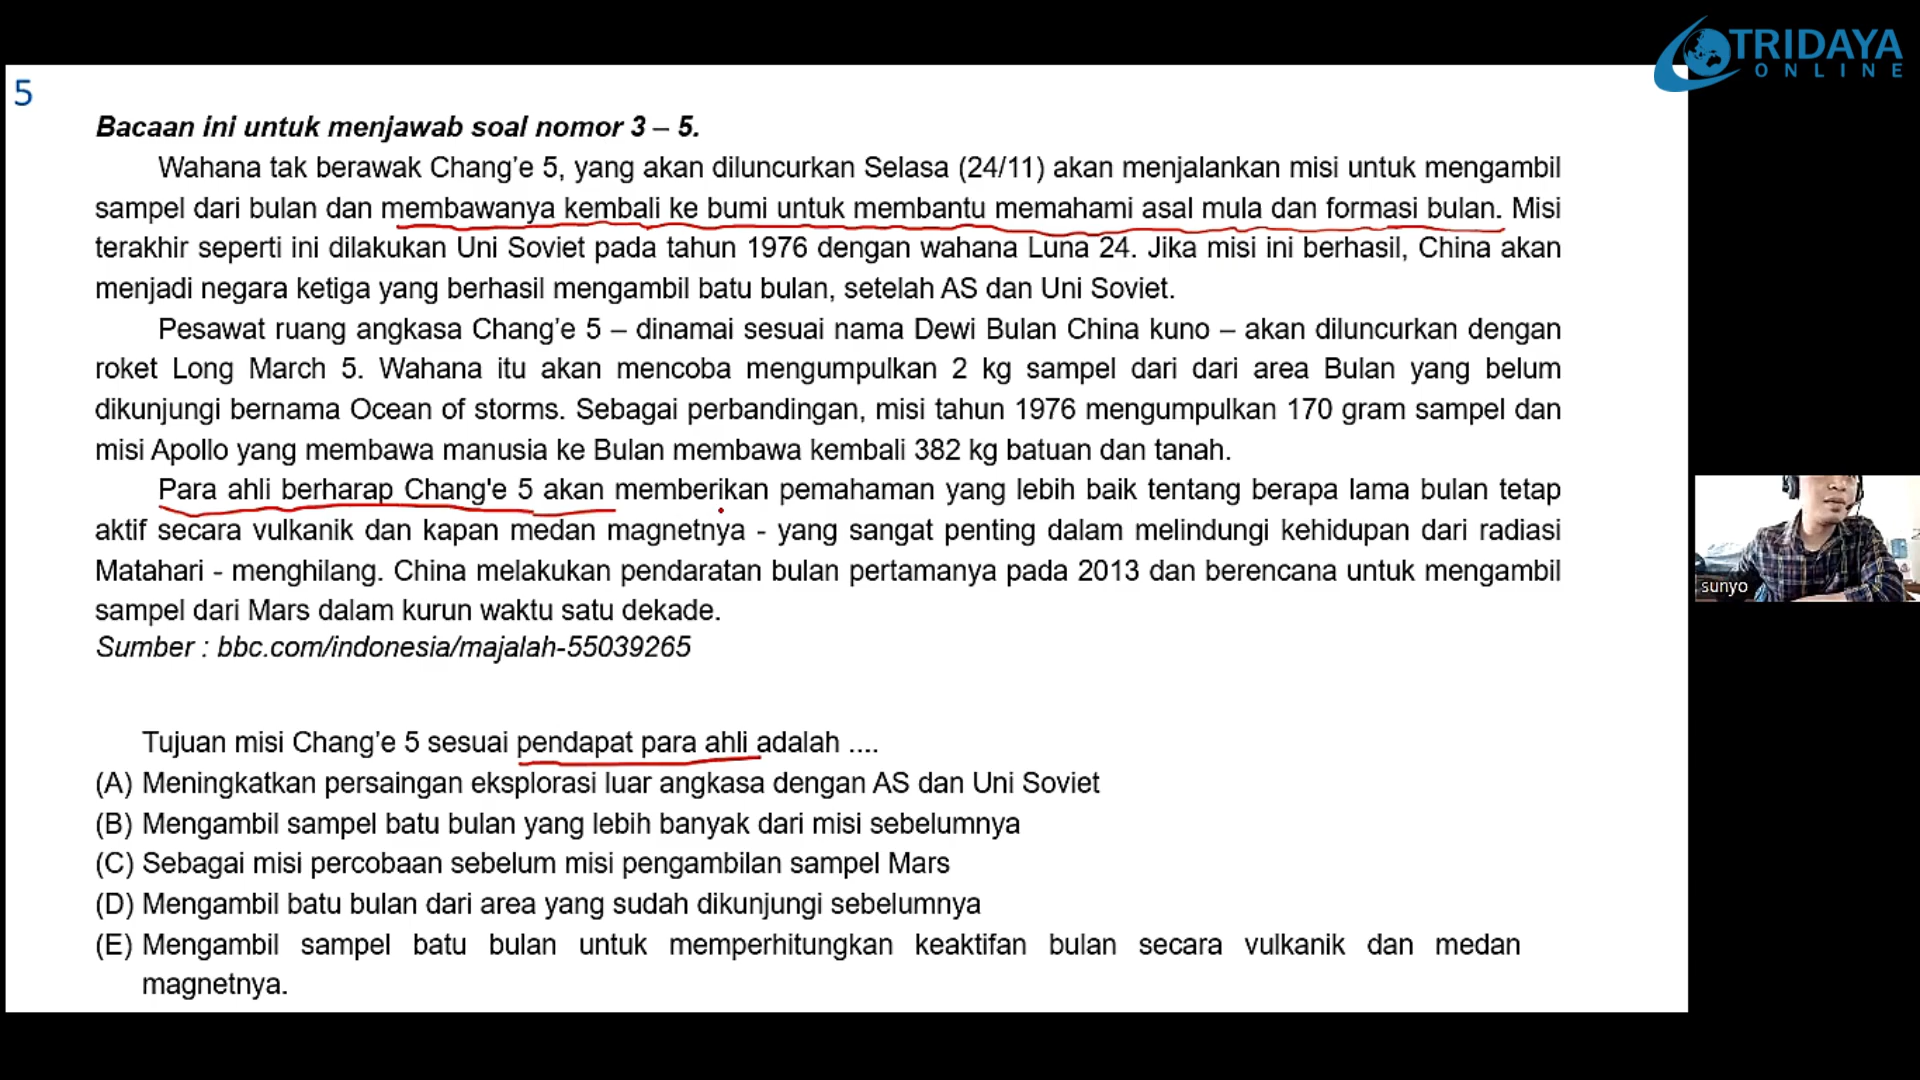 TRIDAYA
ONLINE
5
Bacaan ini untuk menjawab soal nomor 3 – 5.
Wahana tak berawak Chang’e 5, yang akan diluncurkan Selasa (24/11) akan menjalankan misi untuk mengambil
sampel dari bulan dan membawanya kembali ke bumi untuk membantu memahami asal mula dan formasi bulan. Misi
terakhir seperti ini dilakukan Uni Soviet pada tahun 1976 dengan wahana Luna 24. Jika misi ini berhasil, China akan
menjadi negara ketiga yang berhasil mengambil batu bulan, setelah AS dan Uni Soviet.
Pesawat ruang angkasa Chang’e 5 – dinamai sesuai nama Dewi Bulan China kuno – akan diluncurkan dengan
roket Long March 5. Wahana itu akan mencoba mengumpulkan 2 kg sampel dari dari area Bulan yang belum
dikunjungi bernama Ocean of storms. Sebagai perbandingan, misi tahun 1976 mengumpulkan 170 gram sampel dan
misi Apollo yang membawa manusia ke Bulan membawa kembali 382 kg batuan dan tanah.
Para ahli berharap Chang'e 5 akan memberikan pemahaman yang lebih baik tentang berapa lama bulan tetap
aktif secara vulkanik dan kapan medan magnetnya - yang sangat penting dalam melindungi kehidupan dari radiasi
Matahari - menghilang. China melakukan pendaratan bulan pertamanya pada 2013 dan berencana untuk mengambil
sampel dari Mars dalam kurun waktu satu dekade.
Sumber : bbc.com/indonesia/majalah-55039265
sunyo
Tujuan misi Chang’e 5 sesuai pendapat para ahli adalah ....
(A) Meningkatkan persaingan eksplorasi luar angkasa dengan AS dan Uni Soviet
(B) Mengambil sampel batu bulan yang lebih banyak dari misi sebelumnya
(C) Sebagai misi percobaan sebelum misi pengambilan sampel Mars
(D) Mengambil batu bulan dari area yang sudah dikunjungi sebelumnya
(E) Mengambil sampel batu bulan untuk memperhitungkan keaktifan bulan secara vulkanik dan medan
magnetnya.